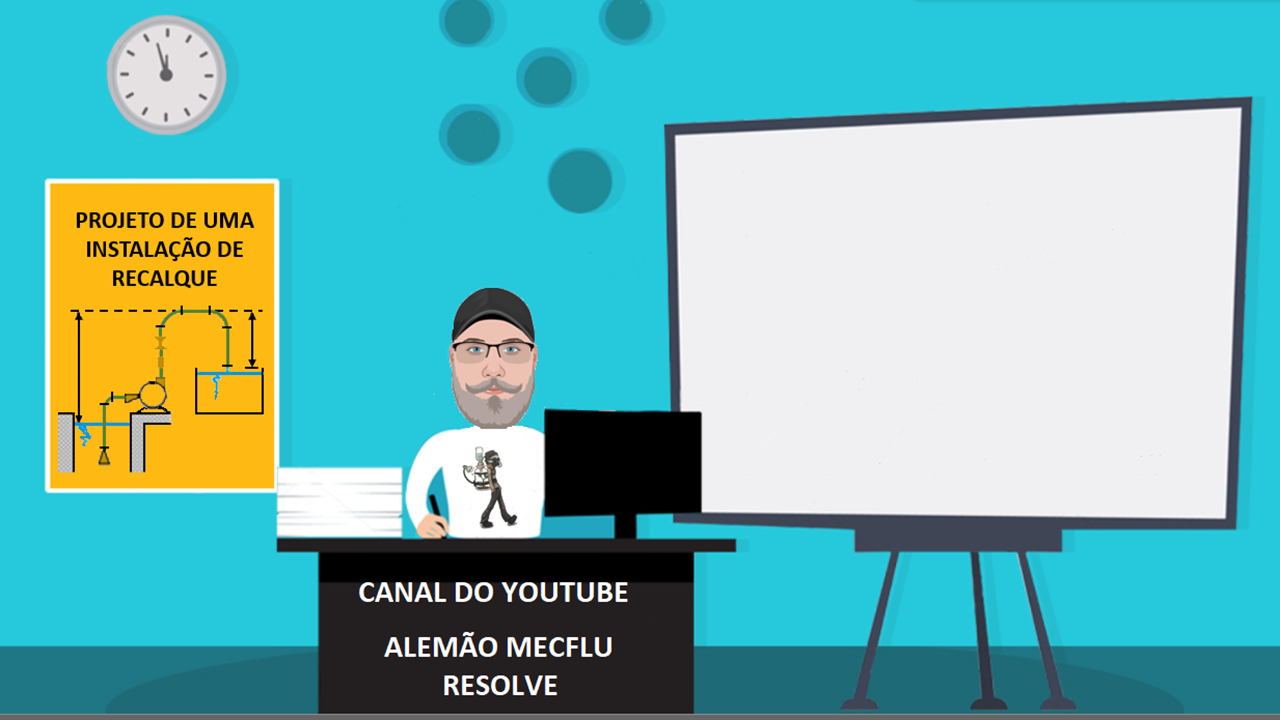 PROJETO DE UMA
INSTALAÇÃO DE
RECALQUE
CANAL DO YOUTUBE
ALEMÃO MECFLU
RESOLVE